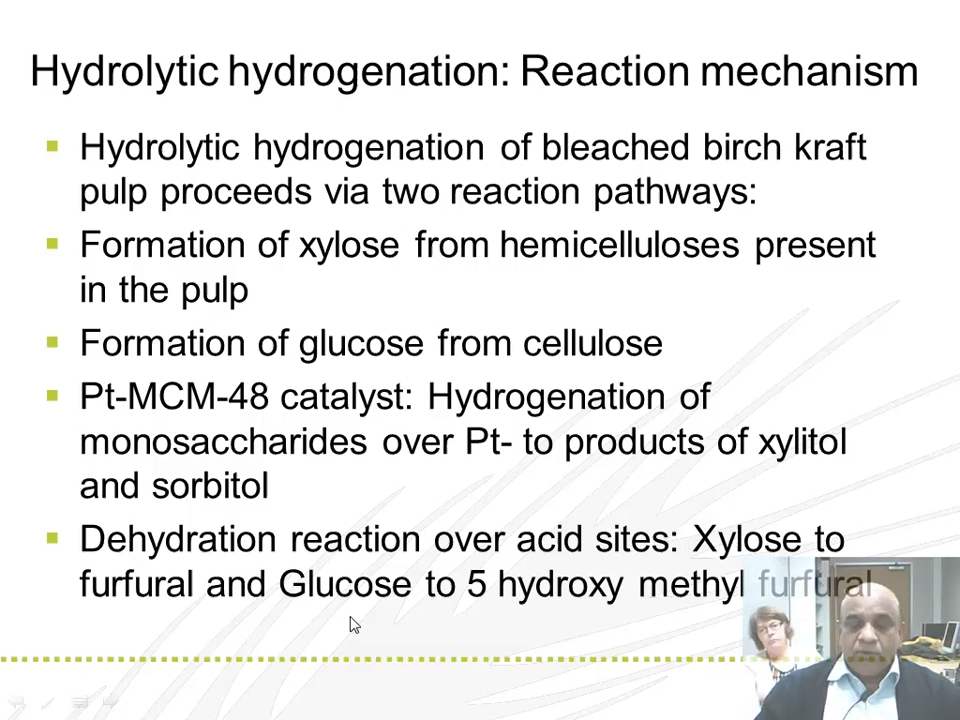 Hydrolytic hydrogenation: Reaction mechanism
Hydrolytic hydrogenation of bleached birch kraft
pulp proceeds via two reaction pathways:
Formation of xylose from hemicelluloses present
in the pulp
Formation of glucose from cellulose
Pt-MCM-48 catalyst: Hydrogenation of
monosaccharides over Pt- to products of xylitol
and sorbitol
Dehydration reaction over acid sites: Xylose to
furfural and Glucose to 5 hydroxy methyl furfural